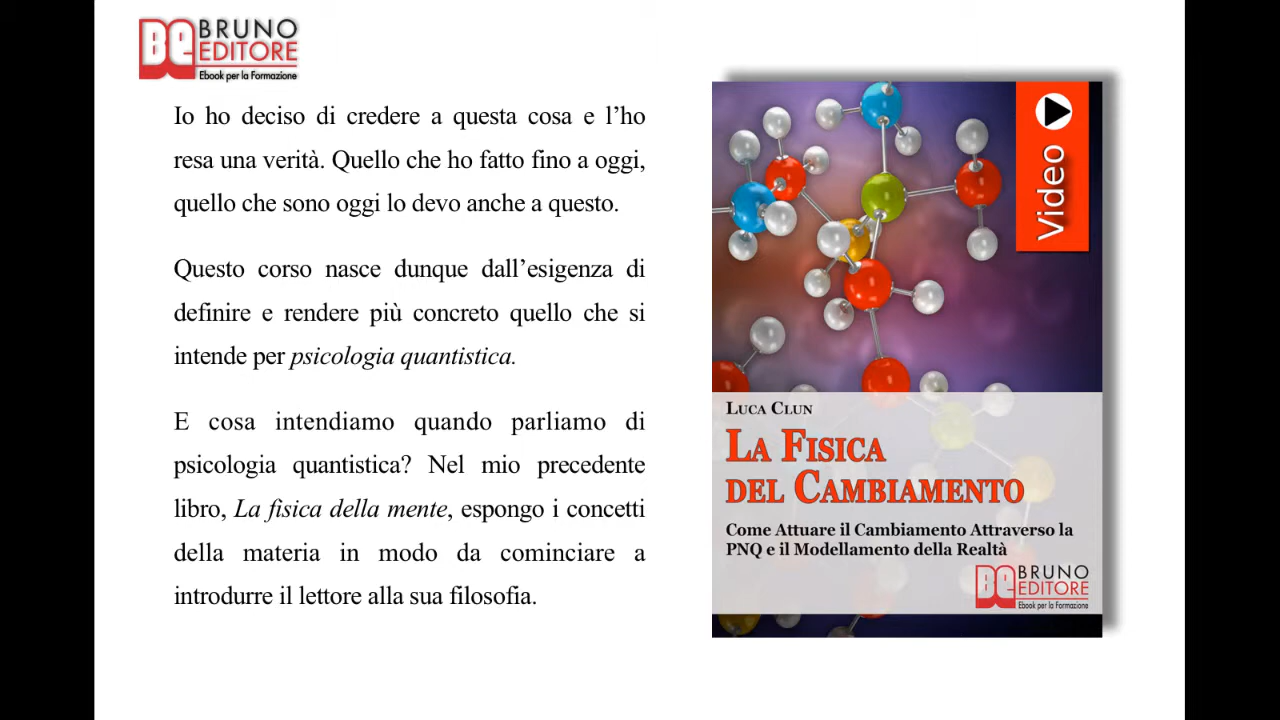 BRUNO
EDITORE
Ebook per la Formazione
Io ho deciso di credere a questa cosa e l’ho
resa una verità. Quello che ho fatto fino a oggi,
quello che sono oggi lo devo anche a questo.
Questo corso nasce dunque dall’esigenza di
definire e rendere più concreto quello che si
intende per psicologia quantistica.
E cosa intendiamo quando parliamo di
psicologia quantistica? Nel mio precedente
libro, La fisica della mente, espongo i concetti
della materia in modo da cominciare a
introdurre il lettore alla sua filosofia.
Video
LUCA CLUN
LA FISICA
DEL CAMBIAMENTO
Come Attuare il Cambiamento Attraverso la
PNQ e il Modellamento della Realtà
BRUNO
EDITORE
Ebook per la Formazione